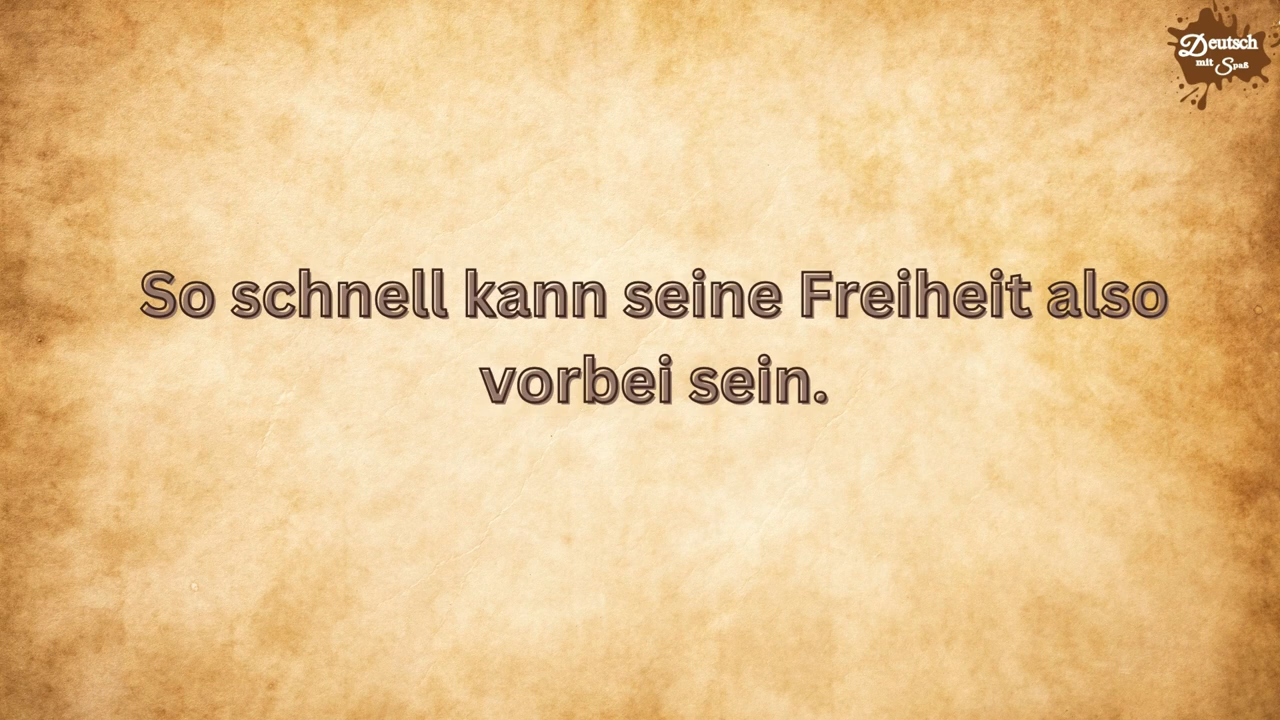 Deutsch
mit Spaß
So schnell kann seine Freiheit also
vorbei sein.